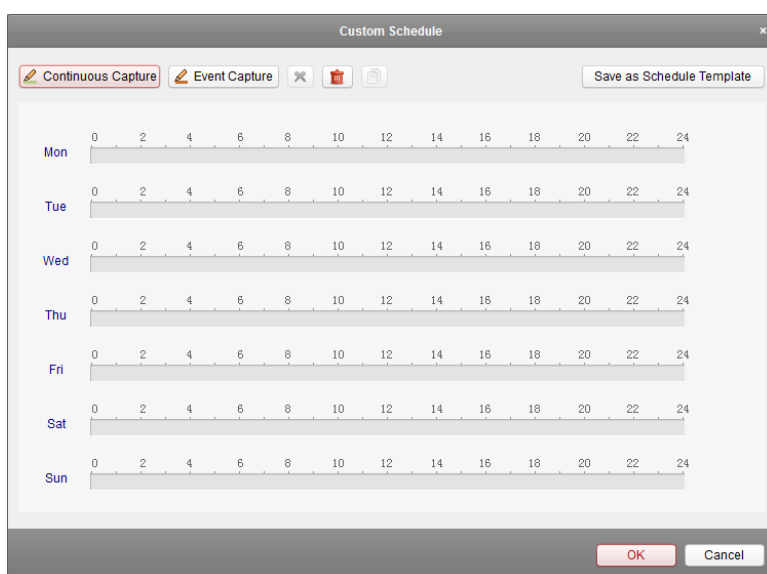 Custom Schedule ×
Continuous Capture Event Capture Save as Schedule Template
0 2 4 6 8 10 12 14 16 18 20 22 24
Mon
0 2 4 6 8 10 12 14 16 18 20 22 24
Tue
0 2 4 6 8 10 12 14 16 18 20 22 24
Wed
0 2 4 6 8 10 12 14 16 18 20 22 24
Thu
0 2 4 6 8 10 12 14 16 18 20 22 24
Fri
0 2 4 6 8 10 12 14 16 18 20 22 24
Sat
0 2 4 6 8 10 12 14 16 18 20 22 24
Sun
OK Cancel